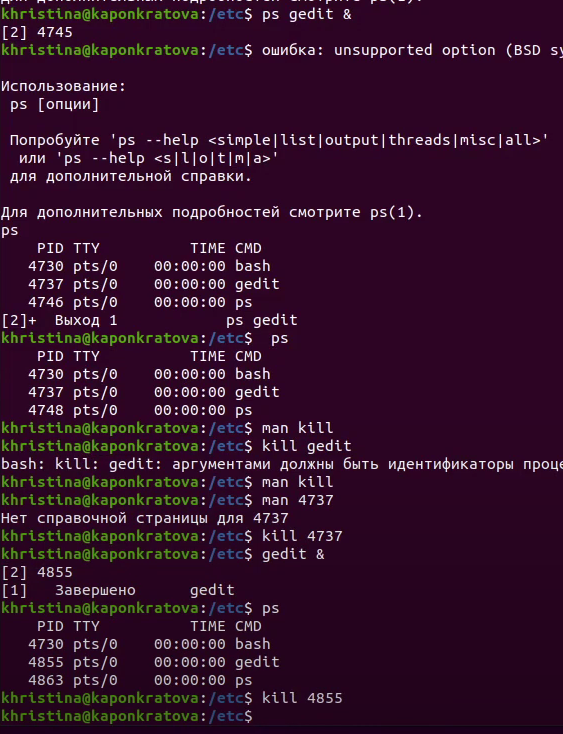 для дополнительных подробностей смотрите ps(1).
khristina@kaponkratova:/etc$ ps gedit &
[2] 4745
khristina@kaponkratova:/etc$ ошибка: unsupported option (BSD sy
Использование:
ps [опции]
Попробуйте 'ps --help <simple|list|output|threads|misc|all>'
или 'ps --help <s|l|o|t|m|a>'
для дополнительной справки.
Для дополнительных подробностей смотрите ps(1).
ps
PID TTY TIME CMD
4730 pts/0 00:00:00 bash
4737 pts/0 00:00:00 gedit
4746 pts/0 00:00:00 ps
[2]+ Выход 1 ps gedit
khristina@kaponkratova:/etc$ ps
PID TTY TIME CMD
4730 pts/0 00:00:00 bash
4737 pts/0 00:00:00 gedit
4748 pts/0 00:00:00 ps
khristina@kaponkratova:/etc$ man kill
khristina@kaponkratova:/etc$ kill gedit
bash: kill: gedit: аргументами должны быть идентификаторы проце
khristina@kaponkratova:/etc$ man kill
khristina@kaponkratova:/etc$ man 4737
Нет справочной страницы для 4737
khristina@kaponkratova:/etc$ kill 4737
khristina@kaponkratova:/etc$ gedit &
[2] 4855
[1] Завершено gedit
khristina@kaponkratova:/etc$ ps
PID TTY TIME CMD
4730 pts/0 00:00:00 bash
4855 pts/0 00:00:00 gedit
4863 pts/0 00:00:00 ps
khristina@kaponkratova:/etc$ kill 4855
khristina@kaponkratova:/etc$